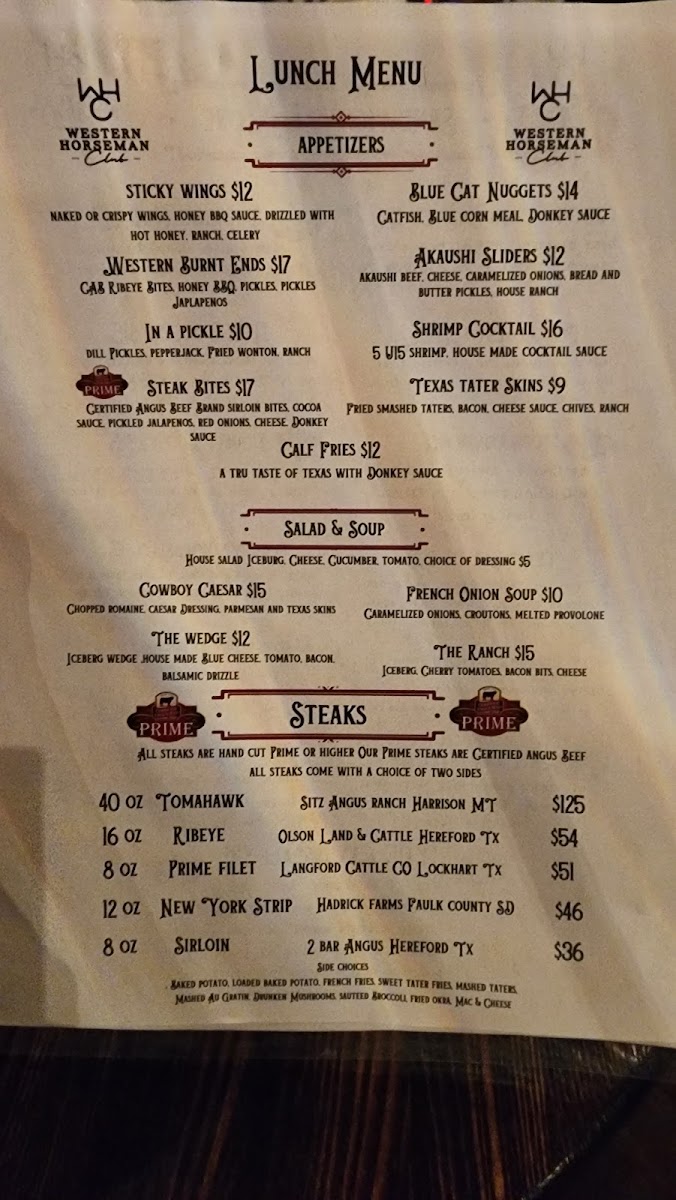 LUNCH MENU
WHC
WESTERN
HORSEMAN
- Club -
WHC
WESTERN
HORSEMAN
- Club -
APPETIZERS
STICKY WINGS $12
NAKED OR CRISPY WINGS, HONEY BBQ SAUCE, DRIZZLED WITH
HOT HONEY, RANCH, CELERY
WESTERN BURNT ENDS $17
CAB RIBEYE BITES, HONEY BBQ, PICKLES, PICKLES
JAPLAPENOS
IN A PICKLE $10
DILL PICKLES, PEPPERJACK, FRIED WONTON, RANCH
PRIME
STEAK BITES $17
CERTIFIED ANGUS BEEF BRAND SIRLOIN BITES, COCOA
SAUCE, PICKLED JALAPENOS, RED ONIONS, CHEESE, DONKEY
SAUCE
BLUE CAT NUGGETS $14
CATFISH, BLUE CORN MEAL, DONKEY SAUCE
AKAUSHI SLIDERS $12
AKAUSHI BEEF, CHEESE, CARAMELIZED ONIONS, BREAD AND
BUTTER PICKLES, HOUSE RANCH
SHRIMP COCKTAIL $16
5 U15 SHRIMP, HOUSE MADE COCKTAIL SAUCE
TEXAS TATER SKINS $9
FRIED SMASHED TATERS, BACON, CHEESE SAUCE, CHIVES, RANCH
CALF FRIES $12
A TRU TASTE OF TEXAS WITH DONKEY SAUCE
SALAD & SOUP
HOUSE SALAD ICEBURG, CHEESE, CUCUMBER, TOMATO, CHOICE OF DRESSING $5
COWBOY CAESAR $15
CHOPPED ROMAINE, CAESAR DRESSING, PARMESAN AND TEXAS SKINS
THE WEDGE $12
ICEBERG WEDGE ,HOUSE MADE BLUE CHEESE, TOMATO, BACON,
BALSAMIC DRIZZLE
FRENCH ONION SOUP $10
CARAMELIZED ONIONS, CROUTONS, MELTED PROVOLONE
THE RANCH $15
ICEBERG, CHERRY TOMATOES, BACON BITS, CHEESE
PRIME
STEAKS
PRIME
ALL STEAKS ARE HAND CUT PRIME OR HIGHER OUR PRIME STEAKS ARE CERTIFIED ANGUS BEEF
ALL STEAKS COME WITH A CHOICE OF TWO SIDES
40 OZ TOMAHAWK SITZ ANGUS RANCH HARRISON MT $125
16 OZ RIBEYE OLSON LAND & CATTLE HEREFORD TX $54
8 OZ PRIME FILET LANGFORD CATTLE CO LOCKHART TX $51
12 OZ NEW YORK STRIP HADRICK FARMS FAULK COUNTY SD $46
8 OZ SIRLOIN 2 BAR ANGUS HEREFORD TX $36
SIDE CHOICES
, BAKED POTATO, LOADED BAKED POTATO, FRENCH FRIES, SWEET TATER FRIES, MASHED TATERS,
MASHED AU GRATIN, DRUNKEN MUSHROOMS, SAUTEED BROCCOLI, FRIED OKRA, MAC & CHEESE